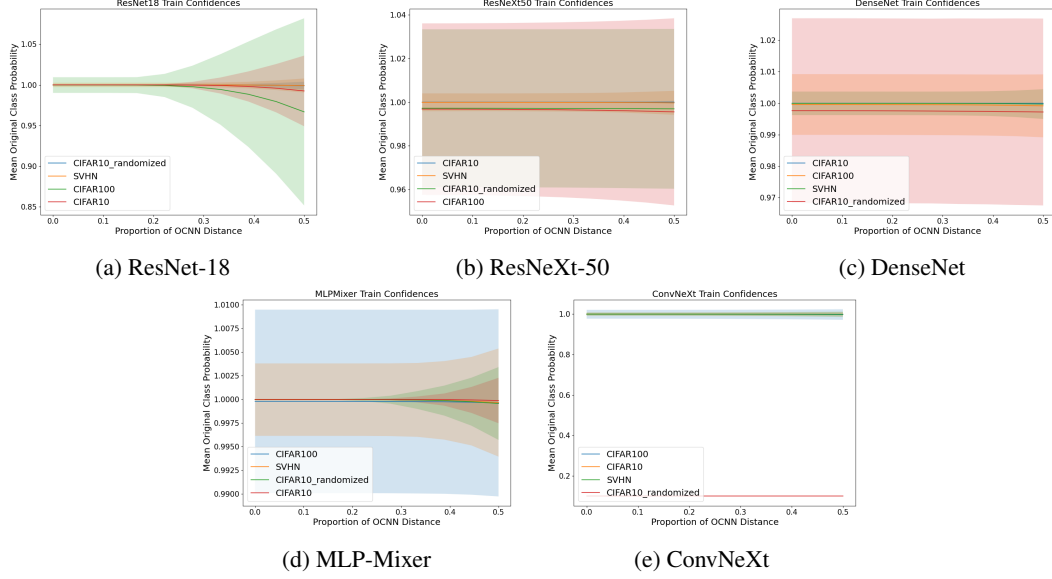 ResNet18 Train Confidences
Mean Original Class Probability
1.05
1.00
0.95
0.90
0.85
CIFAR10_randomized
SVHN
CIFAR100
CIFAR10
0.0 0.1 0.2 0.3 0.4 0.5
Proportion of OCNN Distance
(a) ResNet-18
ResNeXt50 Train Confidences
Mean Original Class Probability
1.04
1.02
1.00
0.98
0.96
CIFAR10
SVHN
CIFAR10_randomized
CIFAR100
0.0 0.1 0.2 0.3 0.4 0.5
Proportion of OCNN Distance
(b) ResNeXt-50
DenseNet Train Confidences
Mean Original Class Probability
1.02
1.01
1.00
0.99
0.98
0.97
CIFAR10
CIFAR100
SVHN
CIFAR10_randomized
0.0 0.1 0.2 0.3 0.4 0.5
Proportion of OCNN Distance
(c) DenseNet
MLPMixer Train Confidences
Mean Original Class Probability
1.0100
1.0075
1.0050
1.0025
1.0000
0.9975
0.9950
0.9925
0.9900
CIFAR100
SVHN
CIFAR10_randomized
CIFAR10
0.0 0.1 0.2 0.3 0.4 0.5
Proportion of OCNN Distance
(d) MLP-Mixer
ConvNeXt Train Confidences
Mean Original Class Probability
1.0
0.8
0.6
0.4
0.2
CIFAR100
CIFAR10
SVHN
CIFAR10_randomized
0.0 0.1 0.2 0.3 0.4 0.5
Proportion of OCNN Distance
(e) ConvNeXt